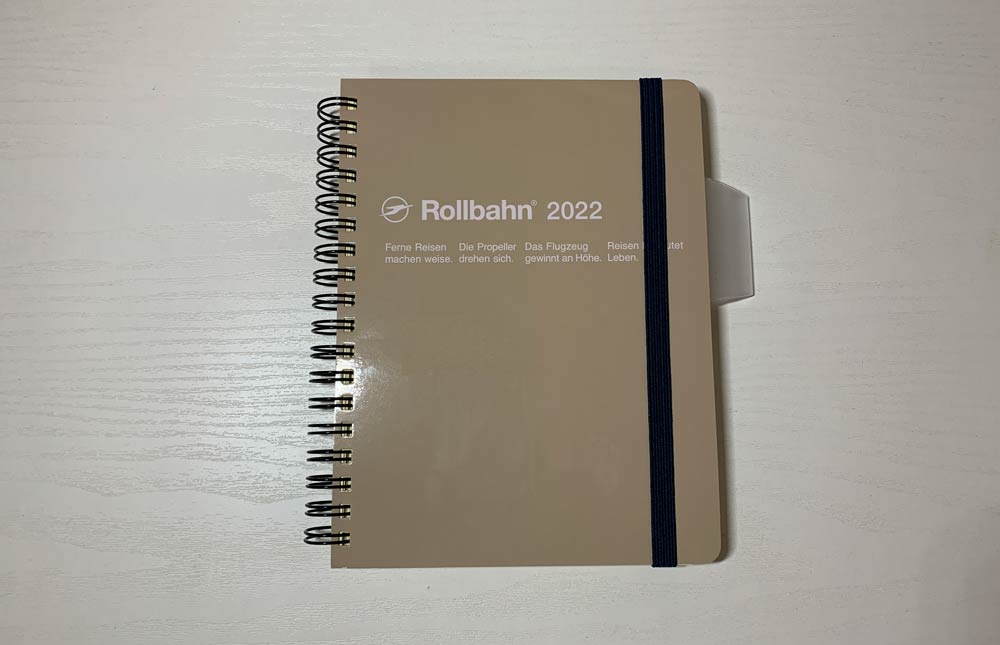 Rollbahn® 2022
Ferne Reisen Die Propeller Das Flugzeug Reisen
machen weise. drehen sich. gewinnt an Höhe. Leben.